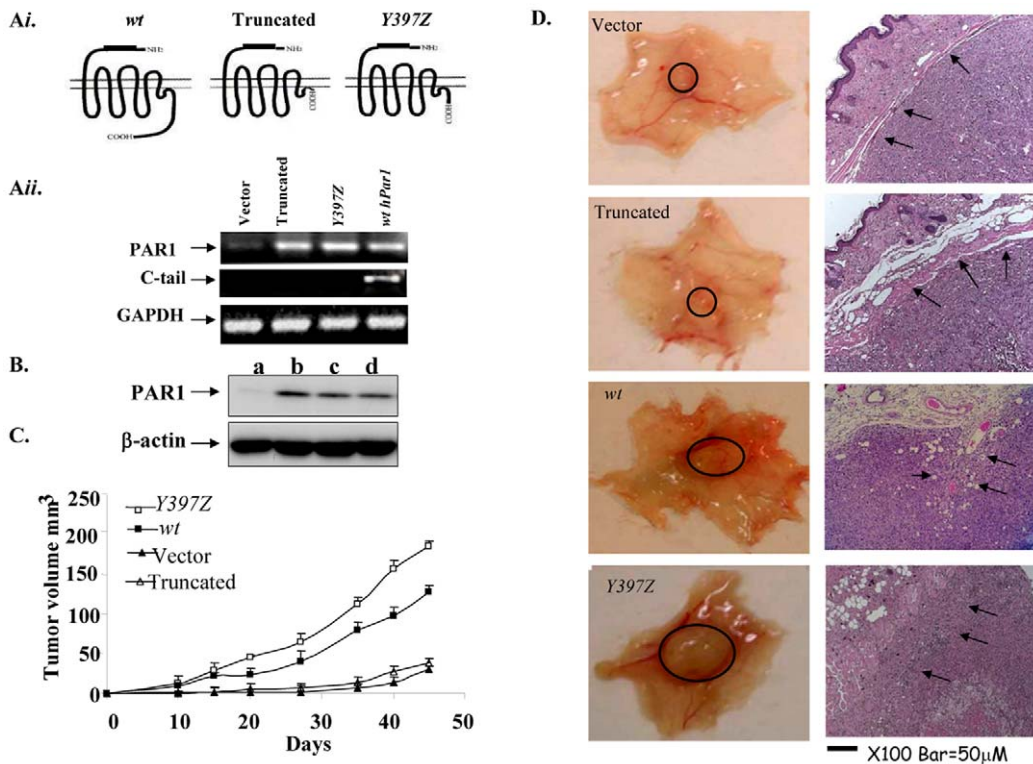 Ai.
wt
Truncated
Y397Z
NH₂
NH₂
NH₂
COOH
COOH
COOH
Aii.
Vector
Truncated
Y397Z
wt hPar1
PAR1
C-tail
GAPDH
B.
a b c d
PAR1
β-actin
C.
Tumor volume mm³
250
200
150
100
50
0
Y397Z
wt
Vector
Truncated
0 10 20 30 40 50
Days
D.
Vector
Truncated
wt
Y397Z
X100 Bar=50μM